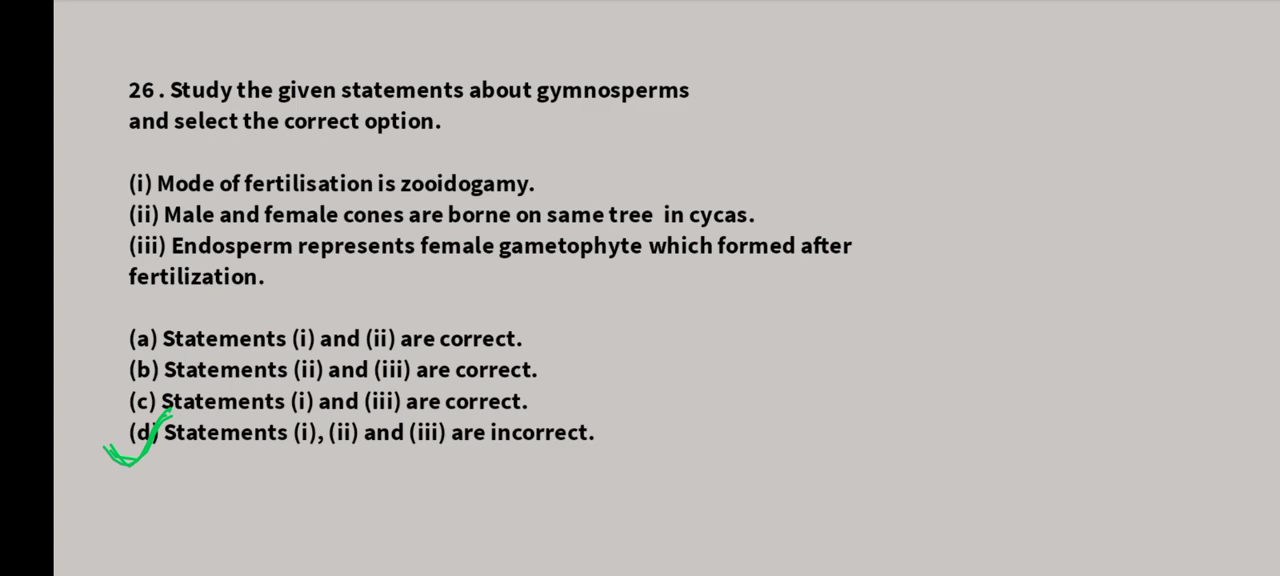 26 . Study the given statements about gymnosperms
and select the correct option.
(i) Mode of fertilisation is zooidogamy.
(ii) Male and female cones are borne on same tree in cycas.
(iii) Endosperm represents female gametophyte which formed after
fertilization.
(a) Statements (i) and (ii) are correct.
(b) Statements (ii) and (iii) are correct.
(c) Statements (i) and (iii) are correct.
(d) Statements (i), (ii) and (iii) are incorrect.